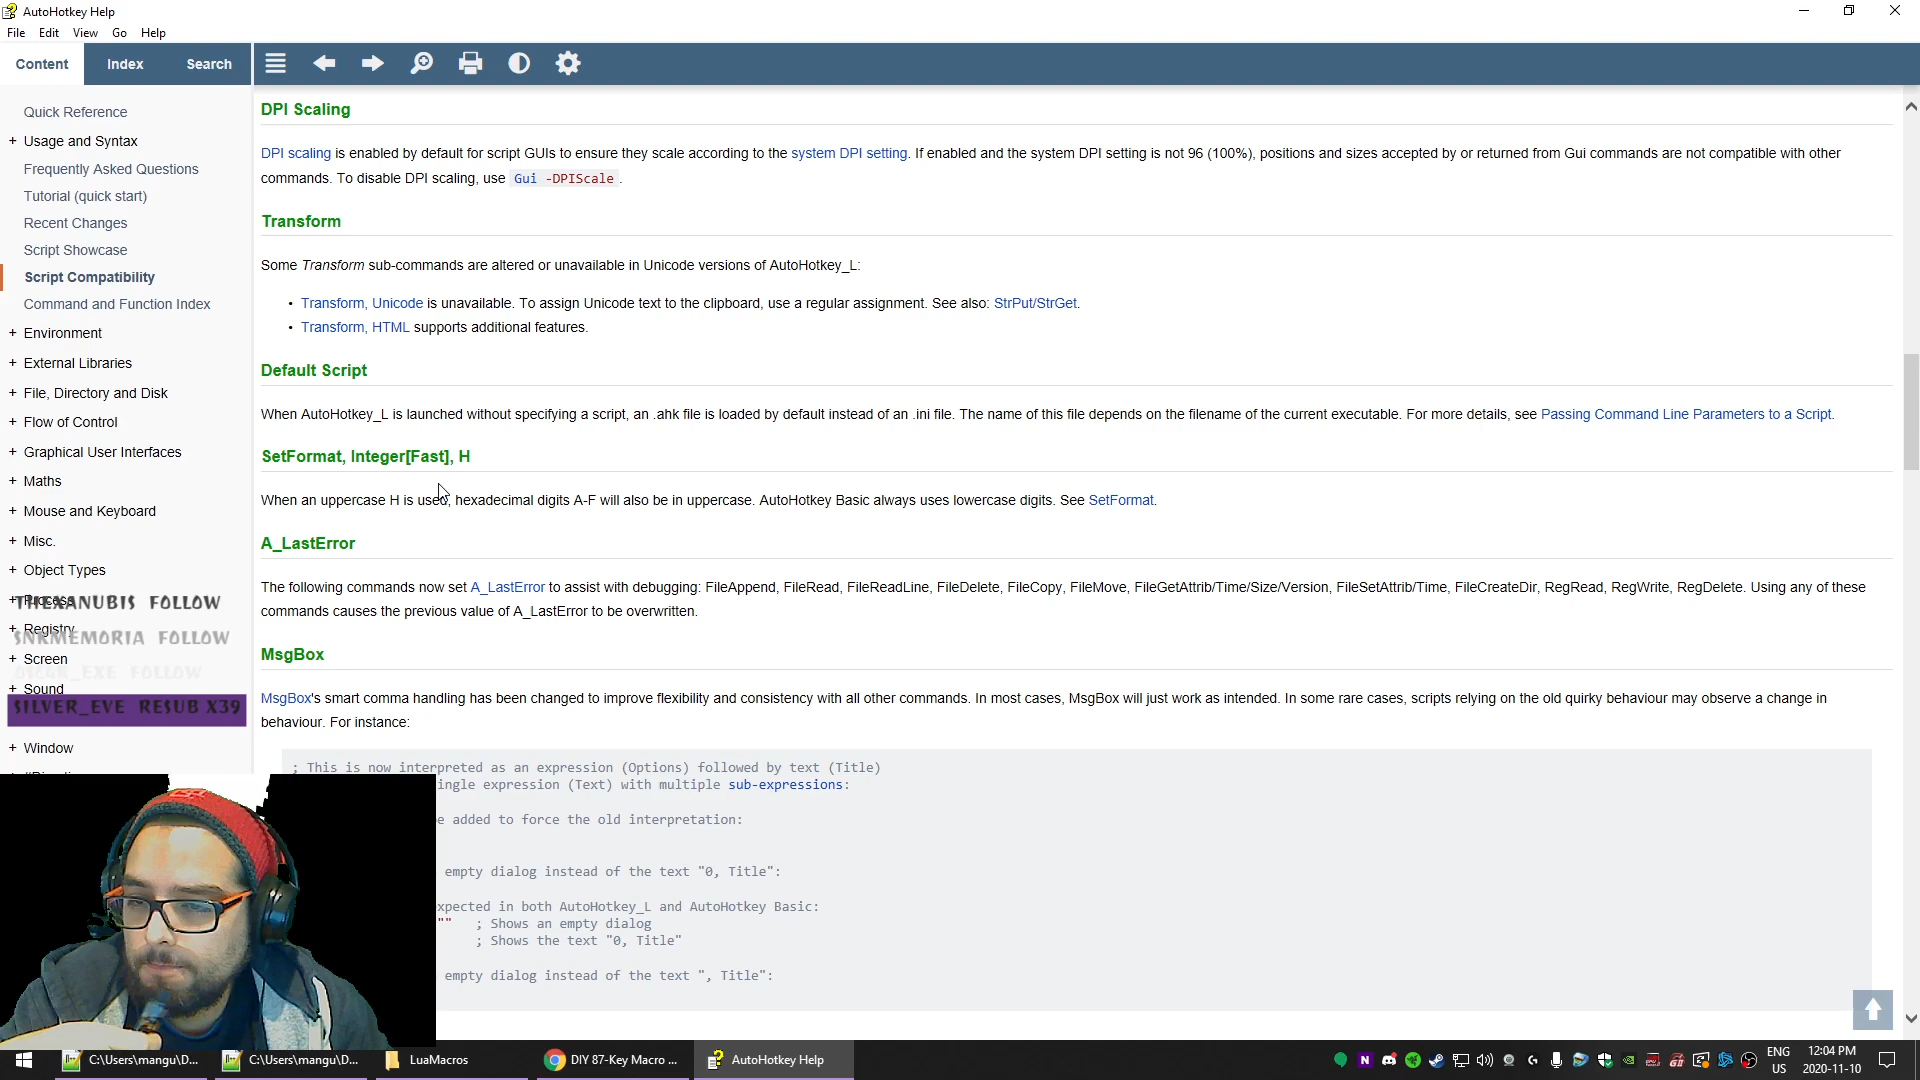 AutoHotkey Help
File Edit View Go Help
Content Index Search
Quick Reference
+ Usage and Syntax
Frequently Asked Questions
Tutorial (quick start)
Recent Changes
Script Showcase
Script Compatibility
Command and Function Index
+ Environment
+ External Libraries
+ File, Directory and Disk
+ Flow of Control
+ Graphical User Interfaces
+ Maths
+ Mouse and Keyboard
+ Misc.
+ Object Types
+ Process
THEXANUBIS FOLLOW
+ Registry
SNKMEMORIA FOLLOW
+ Screen
FOLLOW
+ Sound
SILVER_EVE RESUB X39
+ Window
DPI Scaling
DPI scaling is enabled by default for script GUIs to ensure they scale according to the system DPI setting. If enabled and the system DPI setting is not 96 (100%), positions and sizes accepted by or returned from Gui commands are not compatible with other
commands. To disable DPI scaling, use Gui -DPIScale.
Transform
Some Transform sub-commands are altered or unavailable in Unicode versions of AutoHotkey_L:
• Transform, Unicode is unavailable. To assign Unicode text to the clipboard, use a regular assignment. See also: StrPut/StrGet.
• Transform, HTML supports additional features.
Default Script
When AutoHotkey_L is launched without specifying a script, an .ahk file is loaded by default instead of an .ini file. The name of this file depends on the filename of the current executable. For more details, see Passing Command Line Parameters to a Script.
SetFormat, Integer[Fast], H
When an uppercase H is used, hexadecimal digits A-F will also be in uppercase. AutoHotkey Basic always uses lowercase digits. See SetFormat.
A_LastError
The following commands now set A_LastError to assist with debugging: FileAppend, FileRead, FileReadLine, FileDelete, FileCopy, FileMove, FileGetAttrib/Time/Size/Version, FileSetAttrib/Time, FileCreateDir, RegRead, RegWrite, RegDelete. Using any of these
commands causes the previous value of A_LastError to be overwritten.
MsgBox
MsgBox's smart comma handling has been changed to improve flexibility and consistency with all other commands. In most cases, MsgBox will just work as intended. In some rare cases, scripts relying on the old quirky behaviour may observe a change in
behaviour. For instance:
; This is now interpreted as an expression (Options) followed by text (Title)
ingle expression (Text) with multiple sub-expressions:
e added to force the old interpretation:
empty dialog instead of the text "0, Title":
xpected in both AutoHotkey_L and AutoHotkey Basic:
"" ; Shows an empty dialog
; Shows the text "0, Title"
empty dialog instead of the text ", Title":
C:\Users\mangu\D... C:\Users\mangu\D... LuaMacros DIY 87-Key Macro ... AutoHotkey Help
ENG
US
12:04 PM
2020-11-10